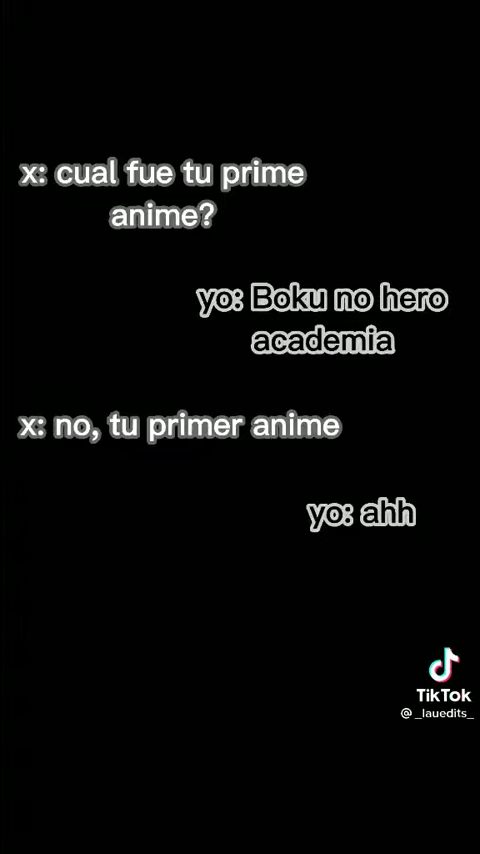 x: cual fue tu prime
anime?
yo: Boku no hero
academia
x: no, tu primer anime
yo: ahh
TikTok
@_lauedits_